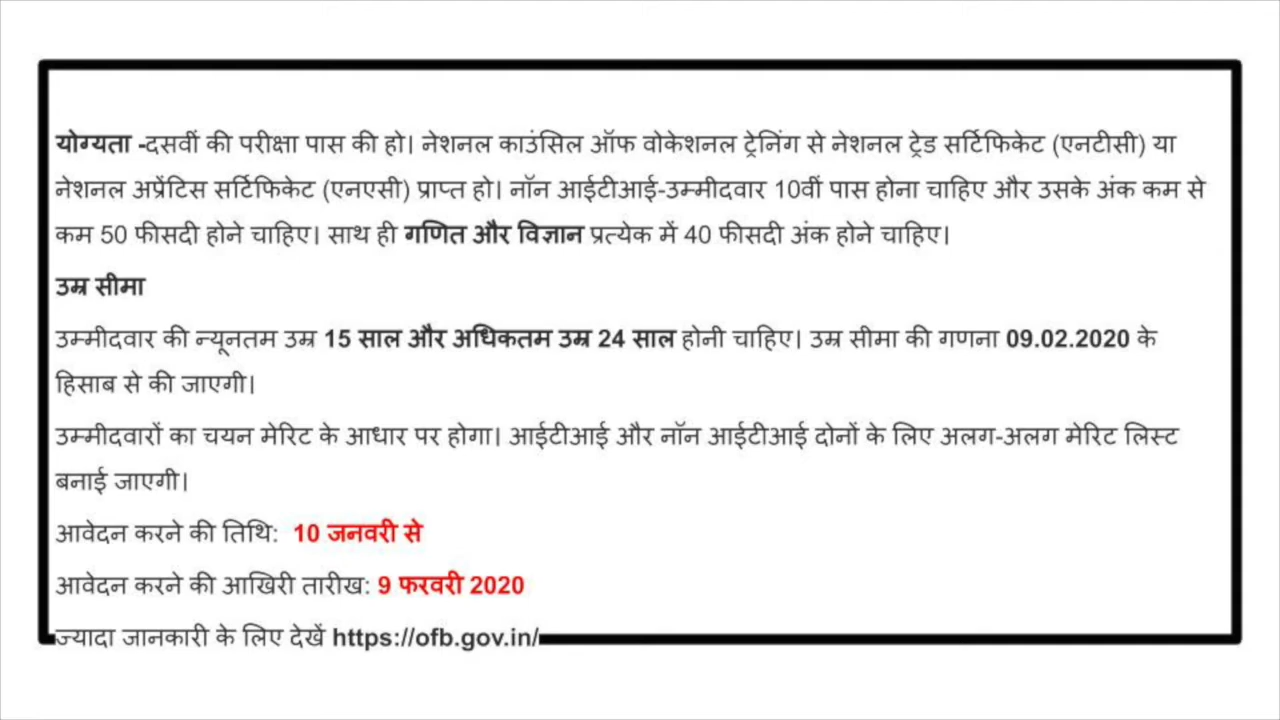 योग्यता -दसवीं की परीक्षा पास की हो। नेशनल काउंसिल ऑफ वोकेशनल ट्रेनिंग से नेशनल ट्रेड सर्टिफिकेट (एनटीसी) या
नेशनल अप्रेंटिस सर्टिफिकेट (एनएसी) प्राप्त हो। नॉन आईटीआई-उम्मीदवार 10वीं पास होना चाहिए और उसके अंक कम से
कम 50 फीसदी होने चाहिए। साथ ही गणित और विज्ञान प्रत्येक में 40 फीसदी अंक होने चाहिए।
उम्र सीमा
उम्मीदवार की न्यूनतम उम्र 15 साल और अधिकतम उम्र 24 साल होनी चाहिए। उम्र सीमा की गणना 09.02.2020 के
हिसाब से की जाएगी।
उम्मीदवारों का चयन मेरिट के आधार पर होगा। आईटीआई और नॉन आईटीआई दोनों के लिए अलग-अलग मेरिट लिस्ट
बनाई जाएगी।
आवेदन करने की तिथि: 10 जनवरी से
आवेदन करने की आखिरी तारीख: 9 फरवरी 2020
ज्यादा जानकारी के लिए देखें https://ofb.gov.in/